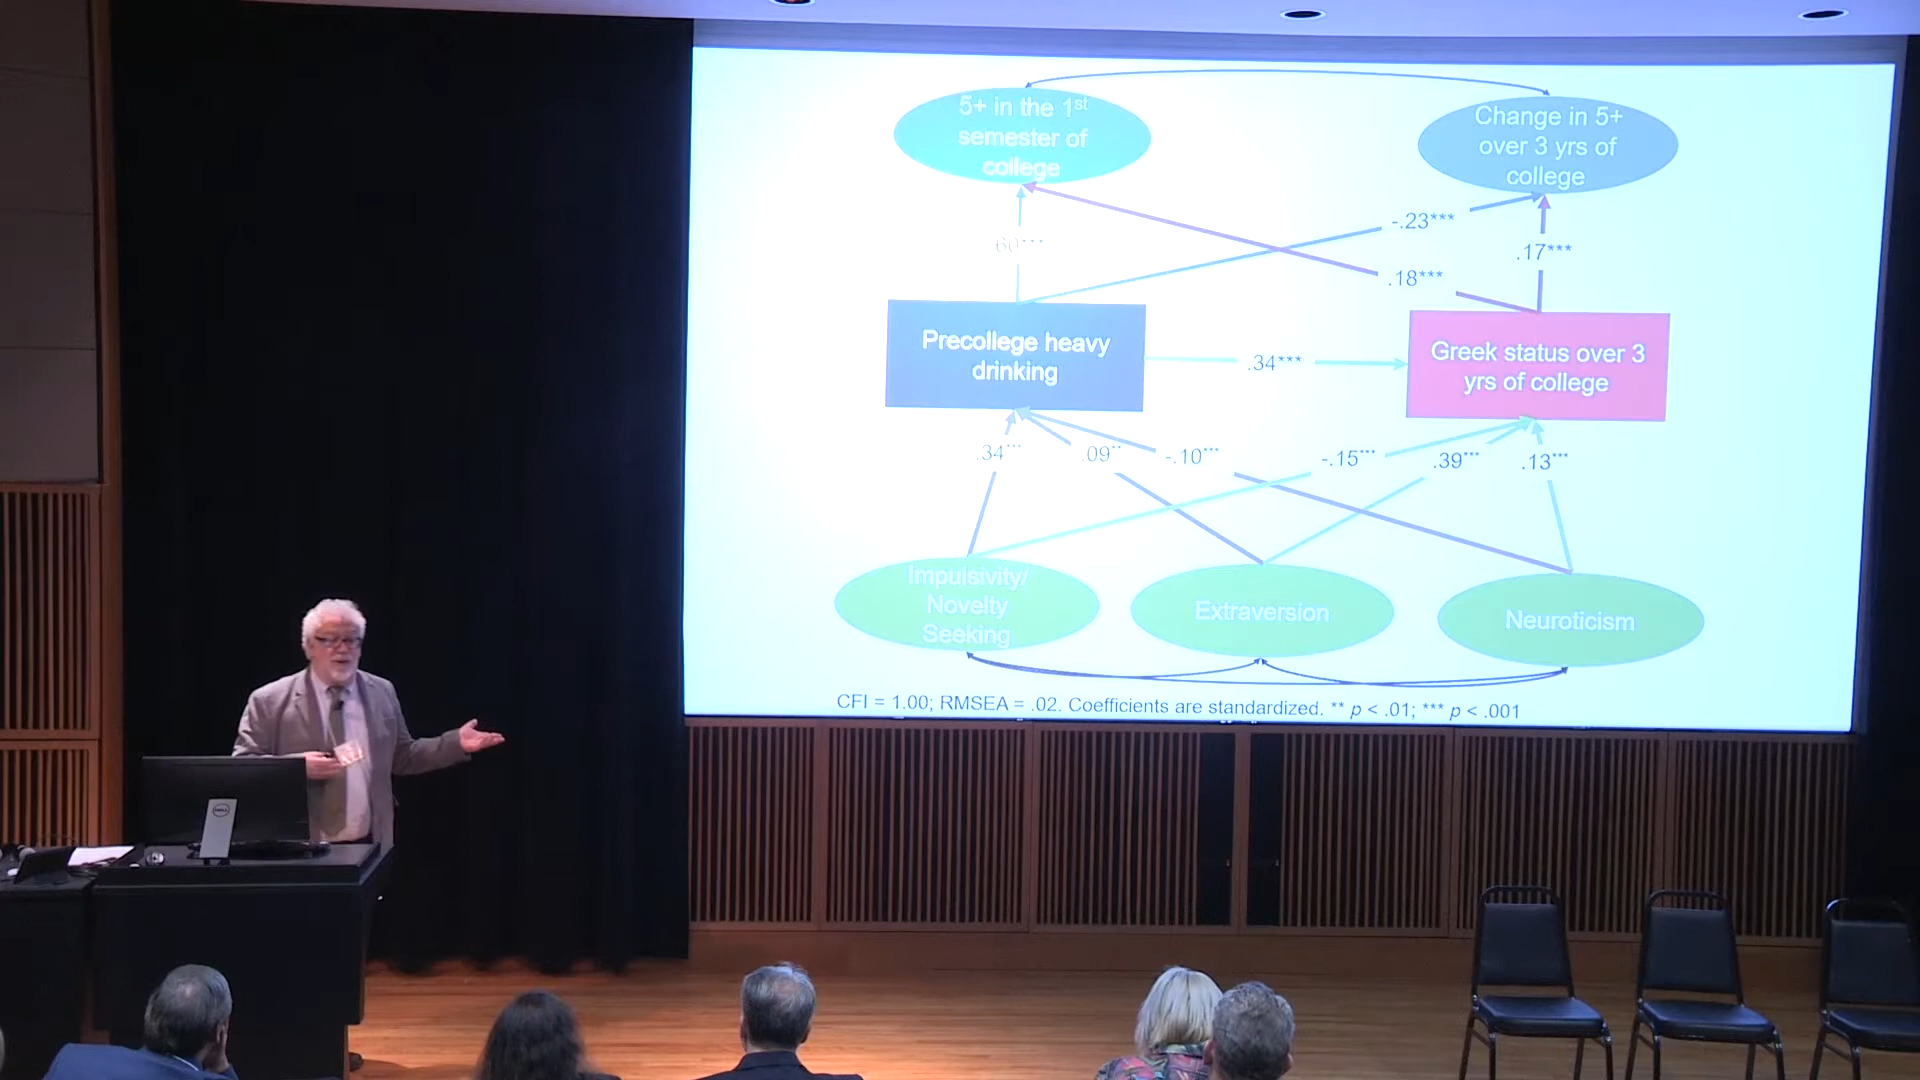 5+ in the 1st
semester of
college
Change in 5+
over 3 yrs of
college
-.23***
60***
.17***
.18***
Precollege heavy
drinking
.34***
Greek status over 3
yrs of college
.34***
.09**
-.10***
-.15***
.39***
.13***
Impulsivity/
Novelty
Seeking
Extraversion
Neuroticism
CFI = 1.00; RMSEA = .02. Coefficients are standardized. ** p < .01; *** p < .001
DELL